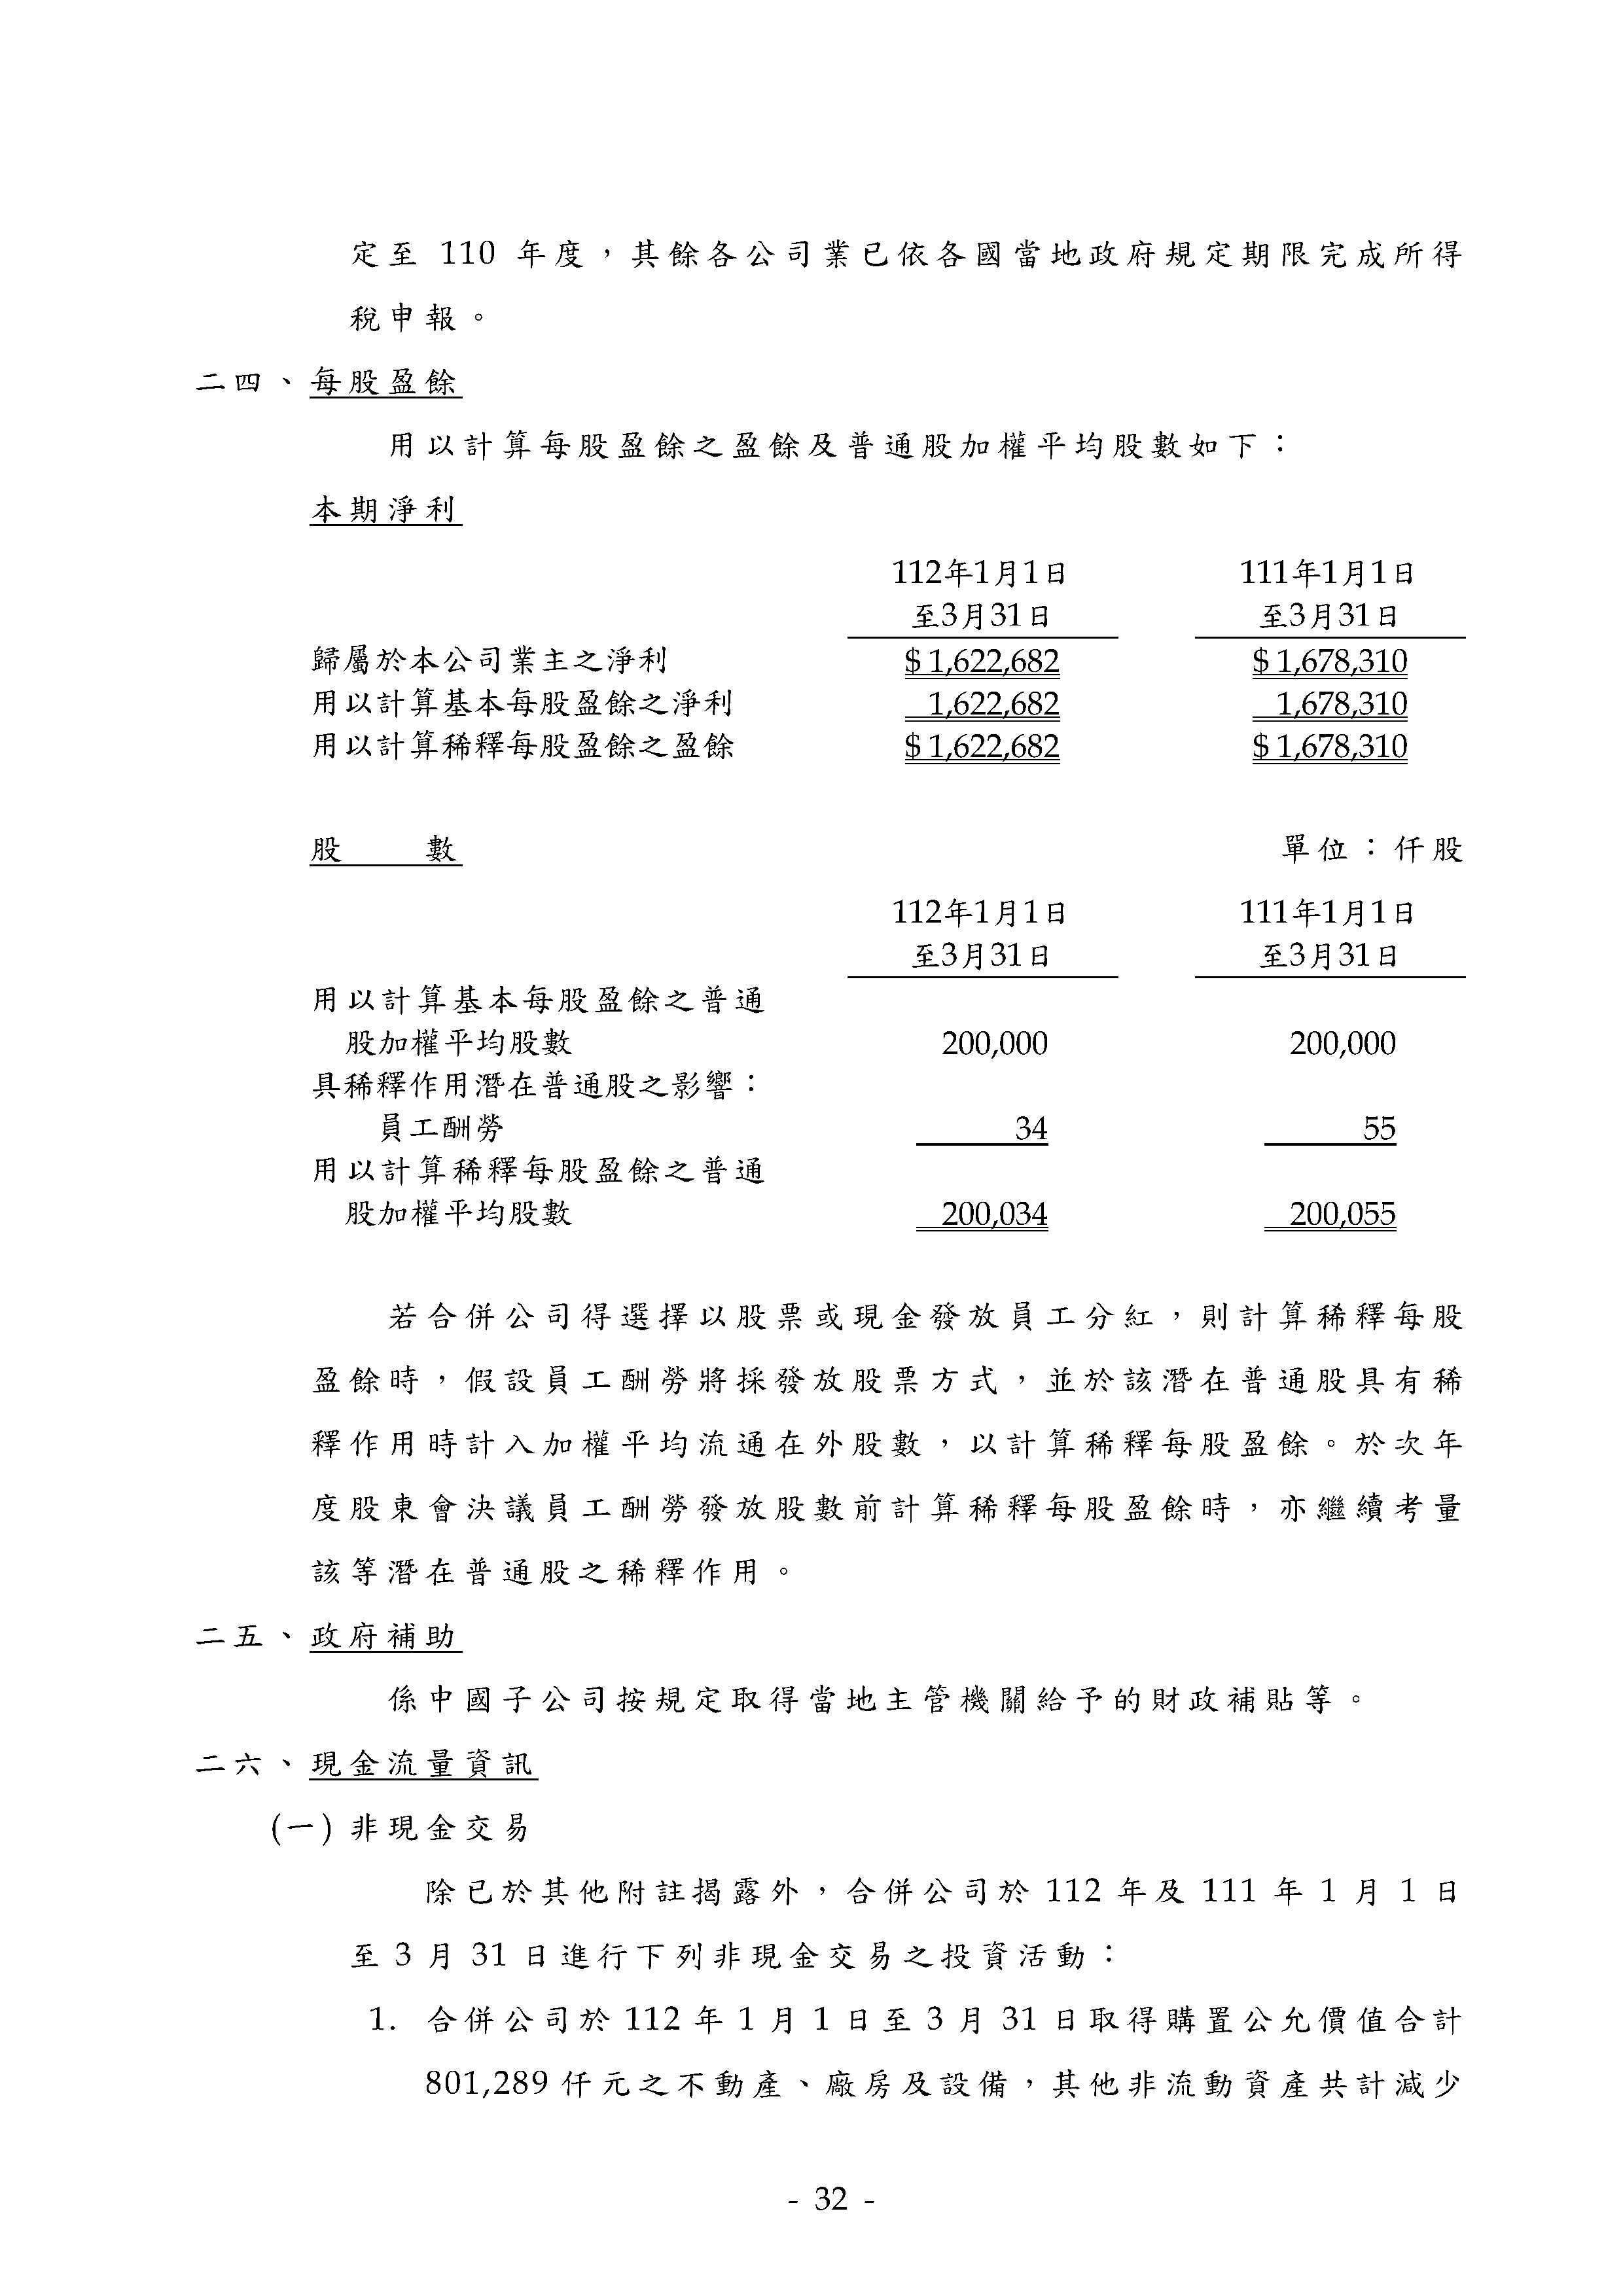 定至 110 年度，其餘各公司業已依各國當地政府規定期限完成所得
稅申報。
二四、每股盈餘
用以計算每股盈餘之盈餘及普通股加權平均股數如下：
本期淨利
112年1月1日 111年1月1日
至3月31日 至3月31日
歸屬於本公司業主之淨利 $ 1,622,682 $ 1,678,310
用以計算基本每股盈餘之淨利 1,622,682 1,678,310
用以計算稀釋每股盈餘之盈餘 $ 1,622,682 $ 1,678,310
股 數 單位：仟股
112年1月1日 111年1月1日
至3月31日 至3月31日
用以計算基本每股盈餘之普通
股加權平均股數 200,000 200,000
具稀釋作用潛在普通股之影響：
員工酬勞 34 55
用以計算稀釋每股盈餘之普通
股加權平均股數 200,034 200,055
若合併公司得選擇以股票或現金發放員工分紅，則計算稀釋每股
盈餘時，假設員工酬勞將採發放股票方式，並於該潛在普通股具有稀
釋作用時計入加權平均流通在外股數，以計算稀釋每股盈餘。於次年
度股東會決議員工酬勞發放股數前計算稀釋每股盈餘時，亦繼續考量
該等潛在普通股之稀釋作用。
二五、政府補助
係中國子公司按規定取得當地主管機關給予的財政補貼等。
二六、現金流量資訊
(一) 非現金交易
除已於其他附註揭露外，合併公司於 112 年及 111 年 1 月 1 日
至 3 月 31 日進行下列非現金交易之投資活動：
1. 合併公司於 112 年 1 月 1 日至 3 月 31 日取得購置公允價值合計
801,289 仟元之不動產、廠房及設備，其他非流動資產共計減少
- 32 -